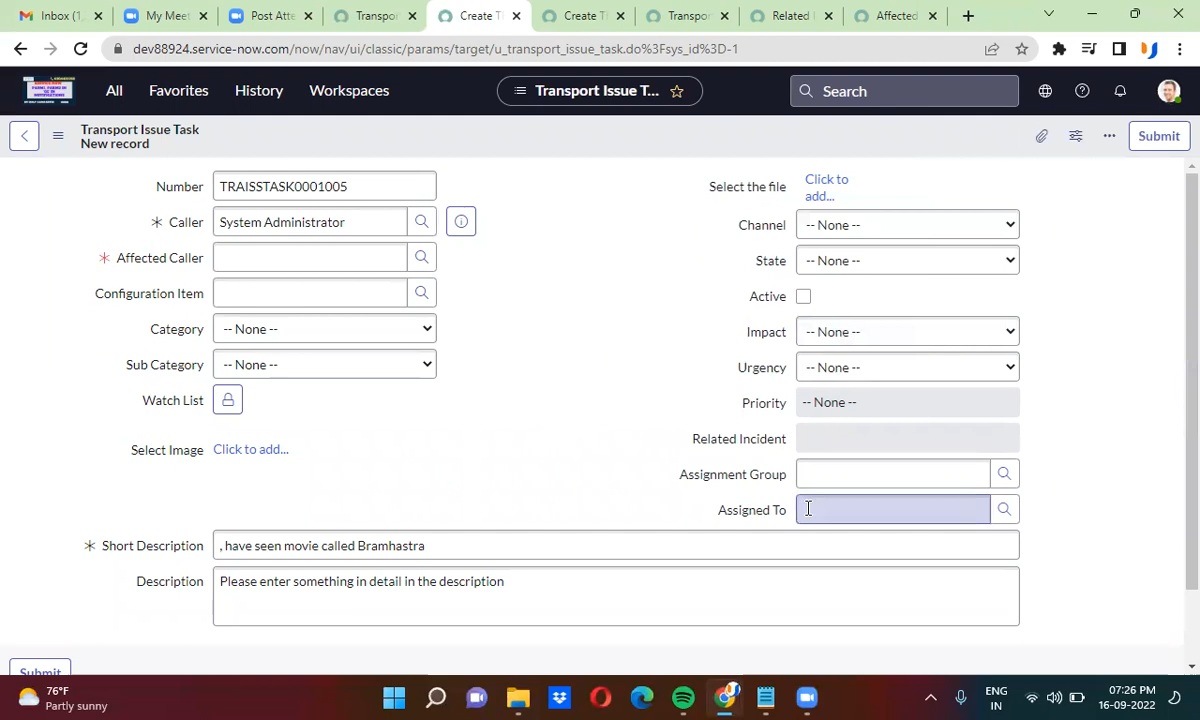 Inbox (1
My Meet
Post Atte
Transpor
Create T
Create T
Transpor
Related I
Affected
dev88924.service-now.com/now/nav/ui/classic/params/target/u_transport_issue_task.do%3Fsys_id%3D-1
All
Favorites
History
Workspaces
Transport Issue T...
Search
Transport Issue Task
New record
Submit
Number
TRAISSTASK0001005
Select the file
Click to
add...
Caller
System Administrator
Channel
-- None --
Affected Caller
State
-- None --
Configuration Item
Active
Category
-- None --
Impact
-- None --
Sub Category
-- None --
Urgency
-- None --
Watch List
Priority
-- None --
Select Image
Click to add...
Related Incident
Assignment Group
Assigned To
Short Description
, have seen movie called Bramhastra
Description
Please enter something in detail in the description
Submit
76°F
Partly sunny
ENG
IN
07:26 PM
16-09-2022